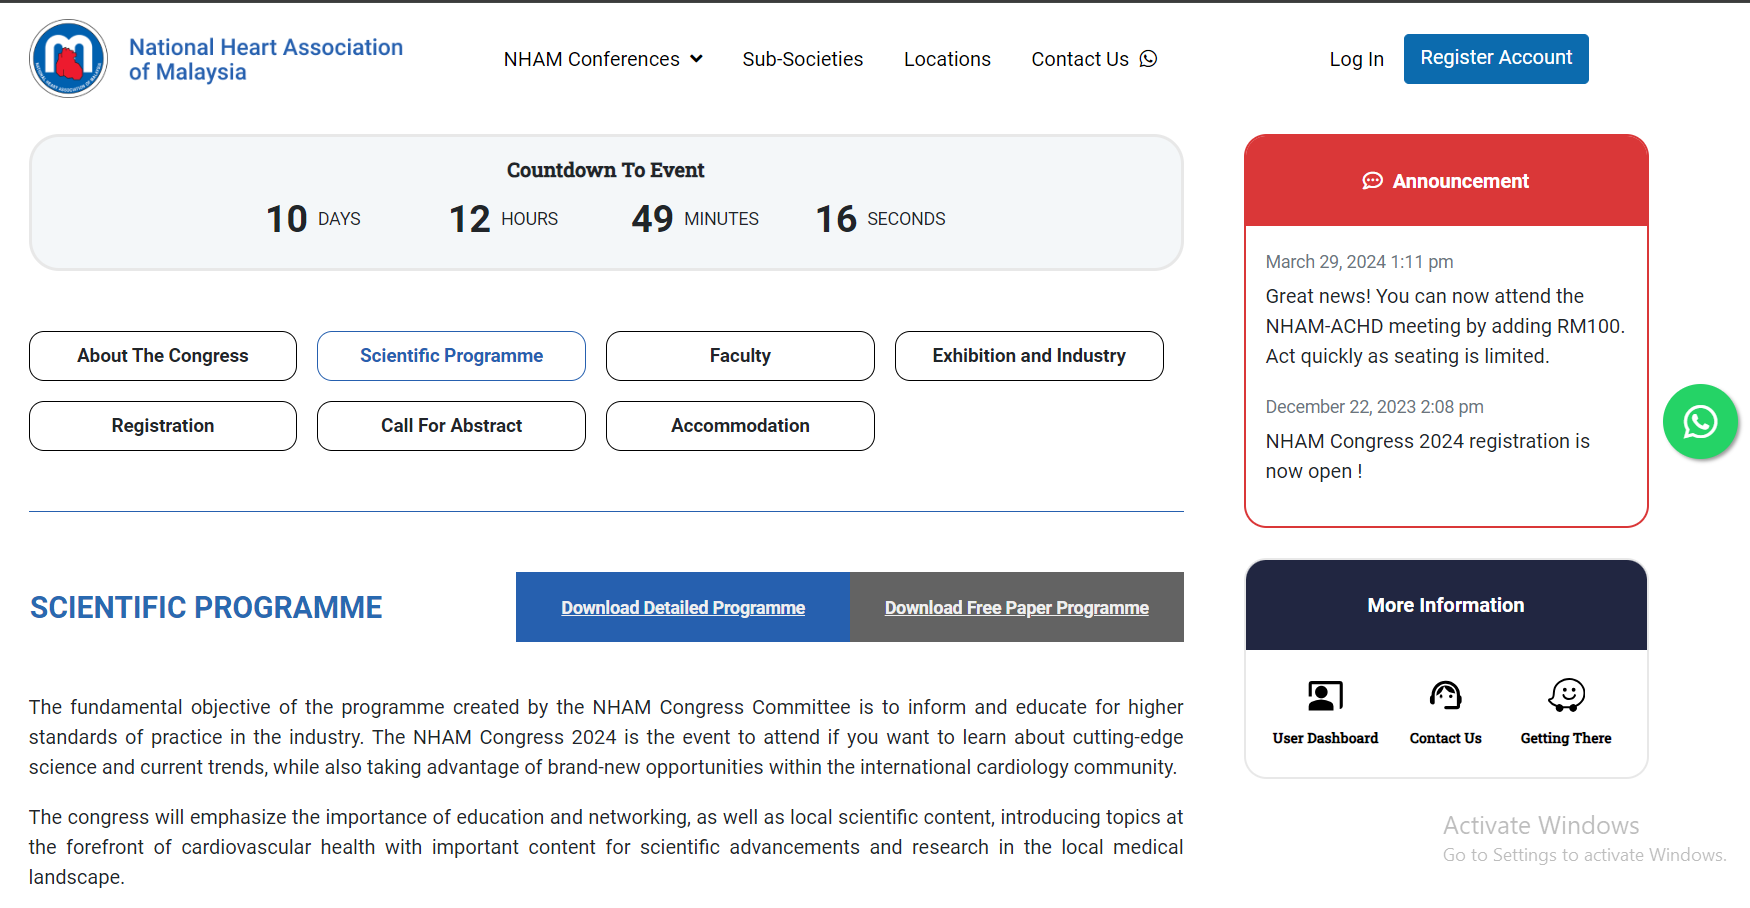 National Heart Association
of Malaysia
NHAM Conferences
Sub-Societies
Locations
Contact Us
Log In
Register Account
Countdown To Event
10 DAYS
12 HOURS
49 MINUTES
16 SECONDS
About The Congress
Scientific Programme
Faculty
Exhibition and Industry
Registration
Call For Abstract
Accommodation
SCIENTIFIC PROGRAMME
Download Detailed Programme
Download Free Paper Programme
The fundamental objective of the programme created by the NHAM Congress Committee is to inform and educate for higher
standards of practice in the industry. The NHAM Congress 2024 is the event to attend if you want to learn about cutting-edge
science and current trends, while also taking advantage of brand-new opportunities within the international cardiology community.
The congress will emphasize the importance of education and networking, as well as local scientific content, introducing topics at
the forefront of cardiovascular health with important content for scientific advancements and research in the local medical
landscape.
Announcement
March 29, 2024 1:11 pm
Great news! You can now attend the
NHAM-ACHD meeting by adding RM100.
Act quickly as seating is limited.
December 22, 2023 2:08 pm
NHAM Congress 2024 registration is
now open !
More Information
User Dashboard
Contact Us
Getting There
Activate Windows
Go to Settings to activate Windows.